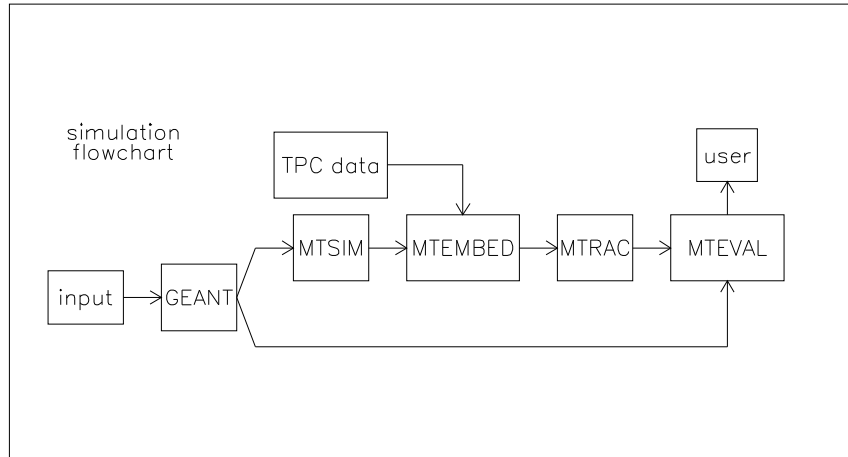 simulation
flowchart
TPC data
user
MTSIM
MTEMBED
MTRAC
MTEVAL
input
GEANT